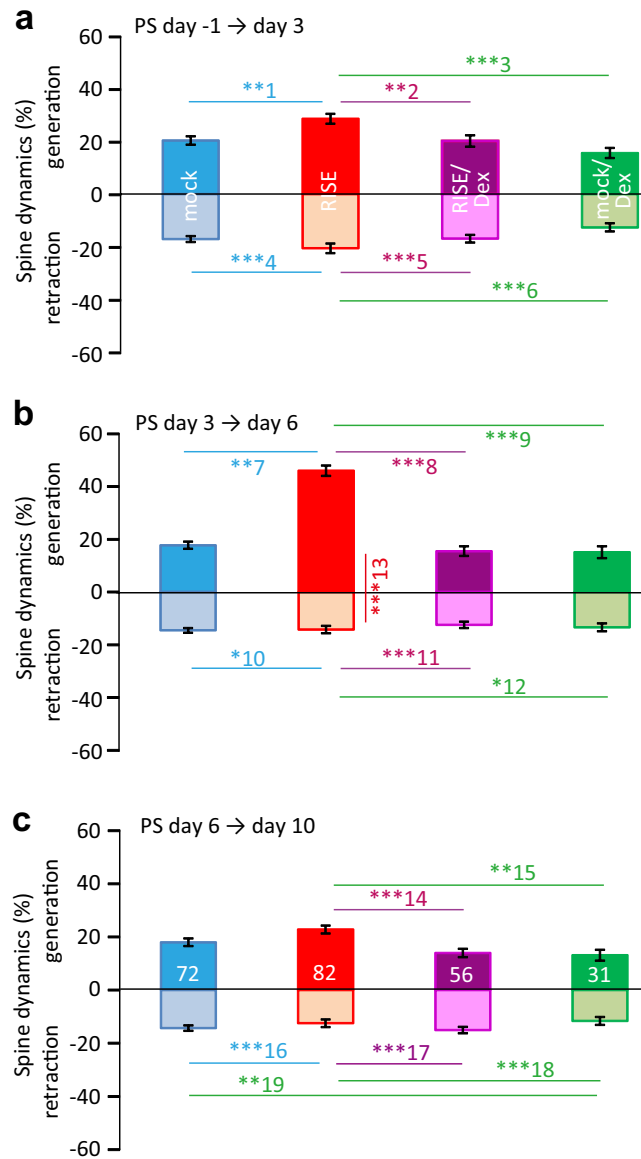 a PS day -1 → day 3
Spine dynamics (%)
retraction generation
60
40
20
0
-20
-40
-60
**1
**2
***3
mock
RISE
RISE/
Dex
mock/
Dex
***4
***5
***6
b PS day 3 → day 6
Spine dynamics (%)
retraction generation
60
40
20
0
-20
-40
-60
**7
***8
***9
***13
*10
***11
*12
c PS day 6 → day 10
Spine dynamics (%)
retraction generation
60
40
20
0
-20
-40
-60
***14
**15
72
82
56
31
***16
***17
***18
**19